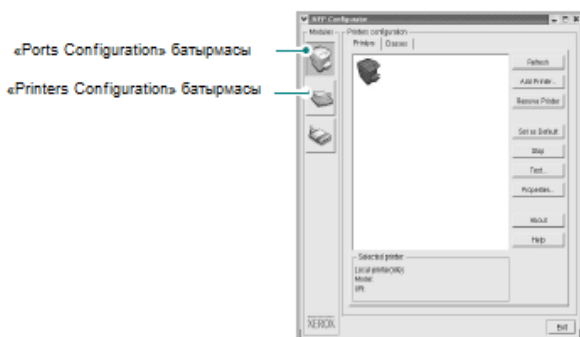 «Ports Configuration» батырмасы
«Printers Configuration» батырмасы
MFP Configurator
Modules
Printers configuration
Printers
Classes
Refresh
Add Printer...
Remove Printer
Set as Default
Stop
Test...
Properties...
About
Help
Selected printer
Local printer(idle)
Model:
URI:
XEROX
Exit